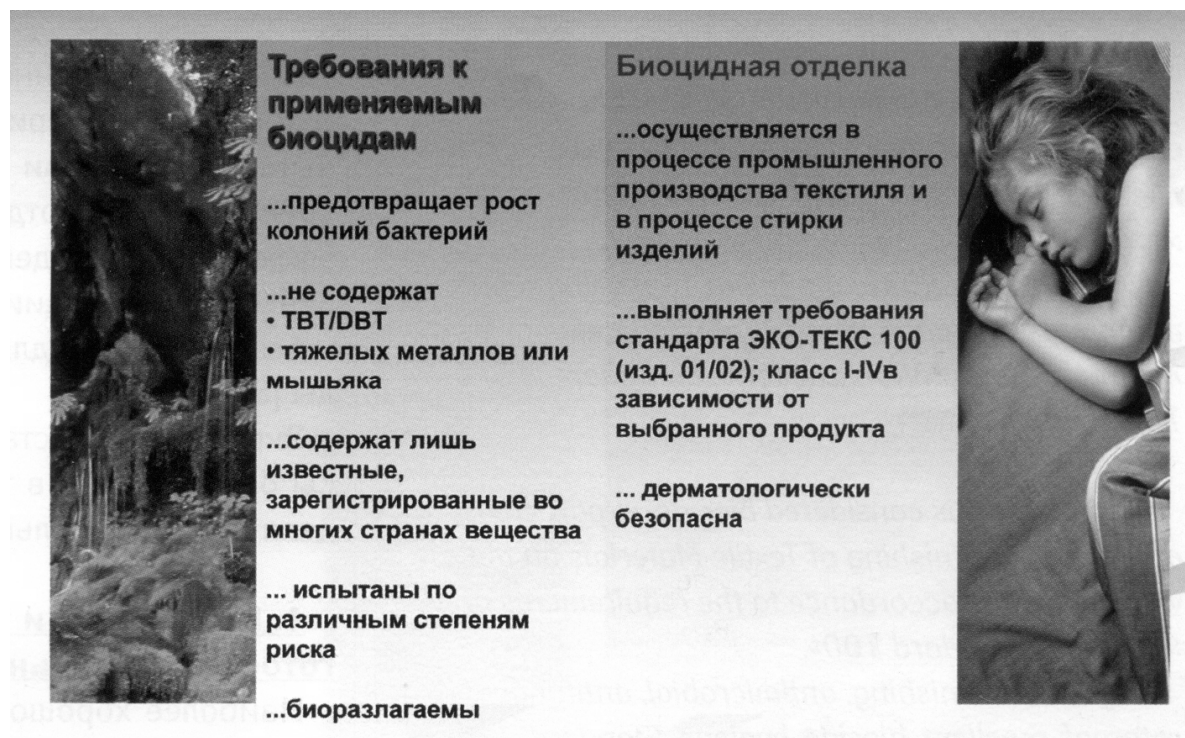 Требования к
применяемым
биоцидам
...предотвращает рост
колоний бактерий
...не содержат
• ТВТ/DBT
• тяжелых металлов или
мышьяка
...содержат лишь
известные,
зарегистрированные во
многих странах вещества
... испытаны по
различным степеням
риска
...биоразлагаемы
Биоцидная отделка
...осуществляется в
процессе промышленного
производства текстиля и
в процессе стирки
изделий
...выполняет требования
стандарта ЭКО-ТЕКС 100
(изд. 01/02); класс I-IVв
зависимости от
выбранного продукта
... дерматологически
безопасна